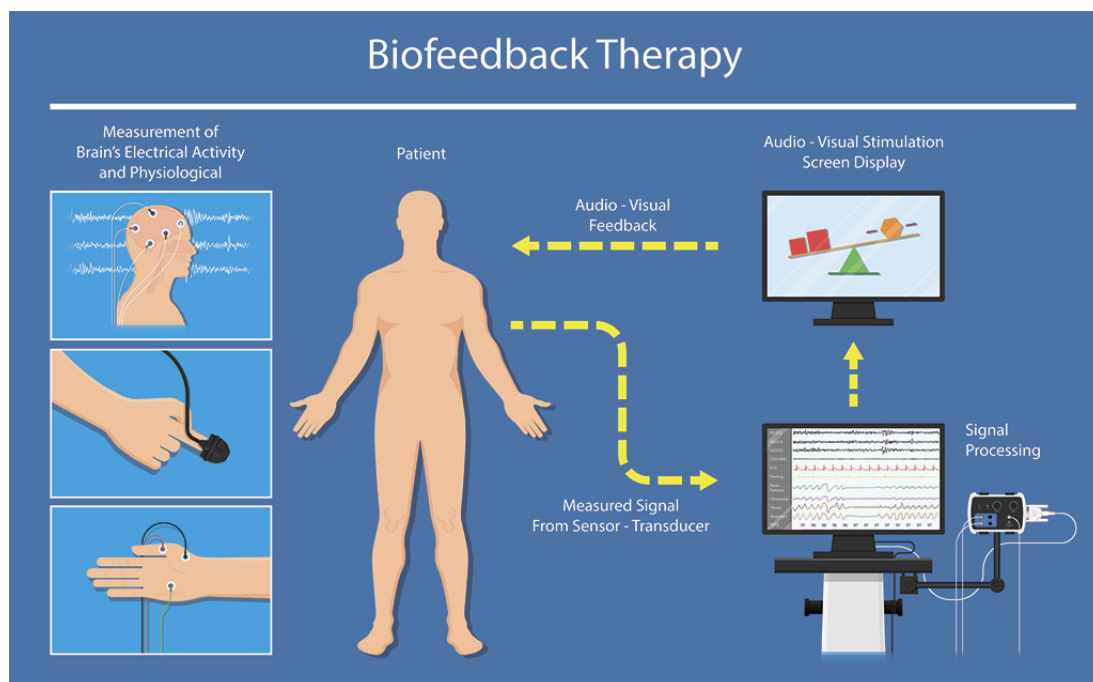 Biofeedback Therapy
Measurement of
Brain's Electrical Activity
and Physiological
Patient
Audio - Visual
Feedback
Audio - Visual Stimulation
Screen Display
Measured Signal
From Sensor - Transducer
Signal
Processing